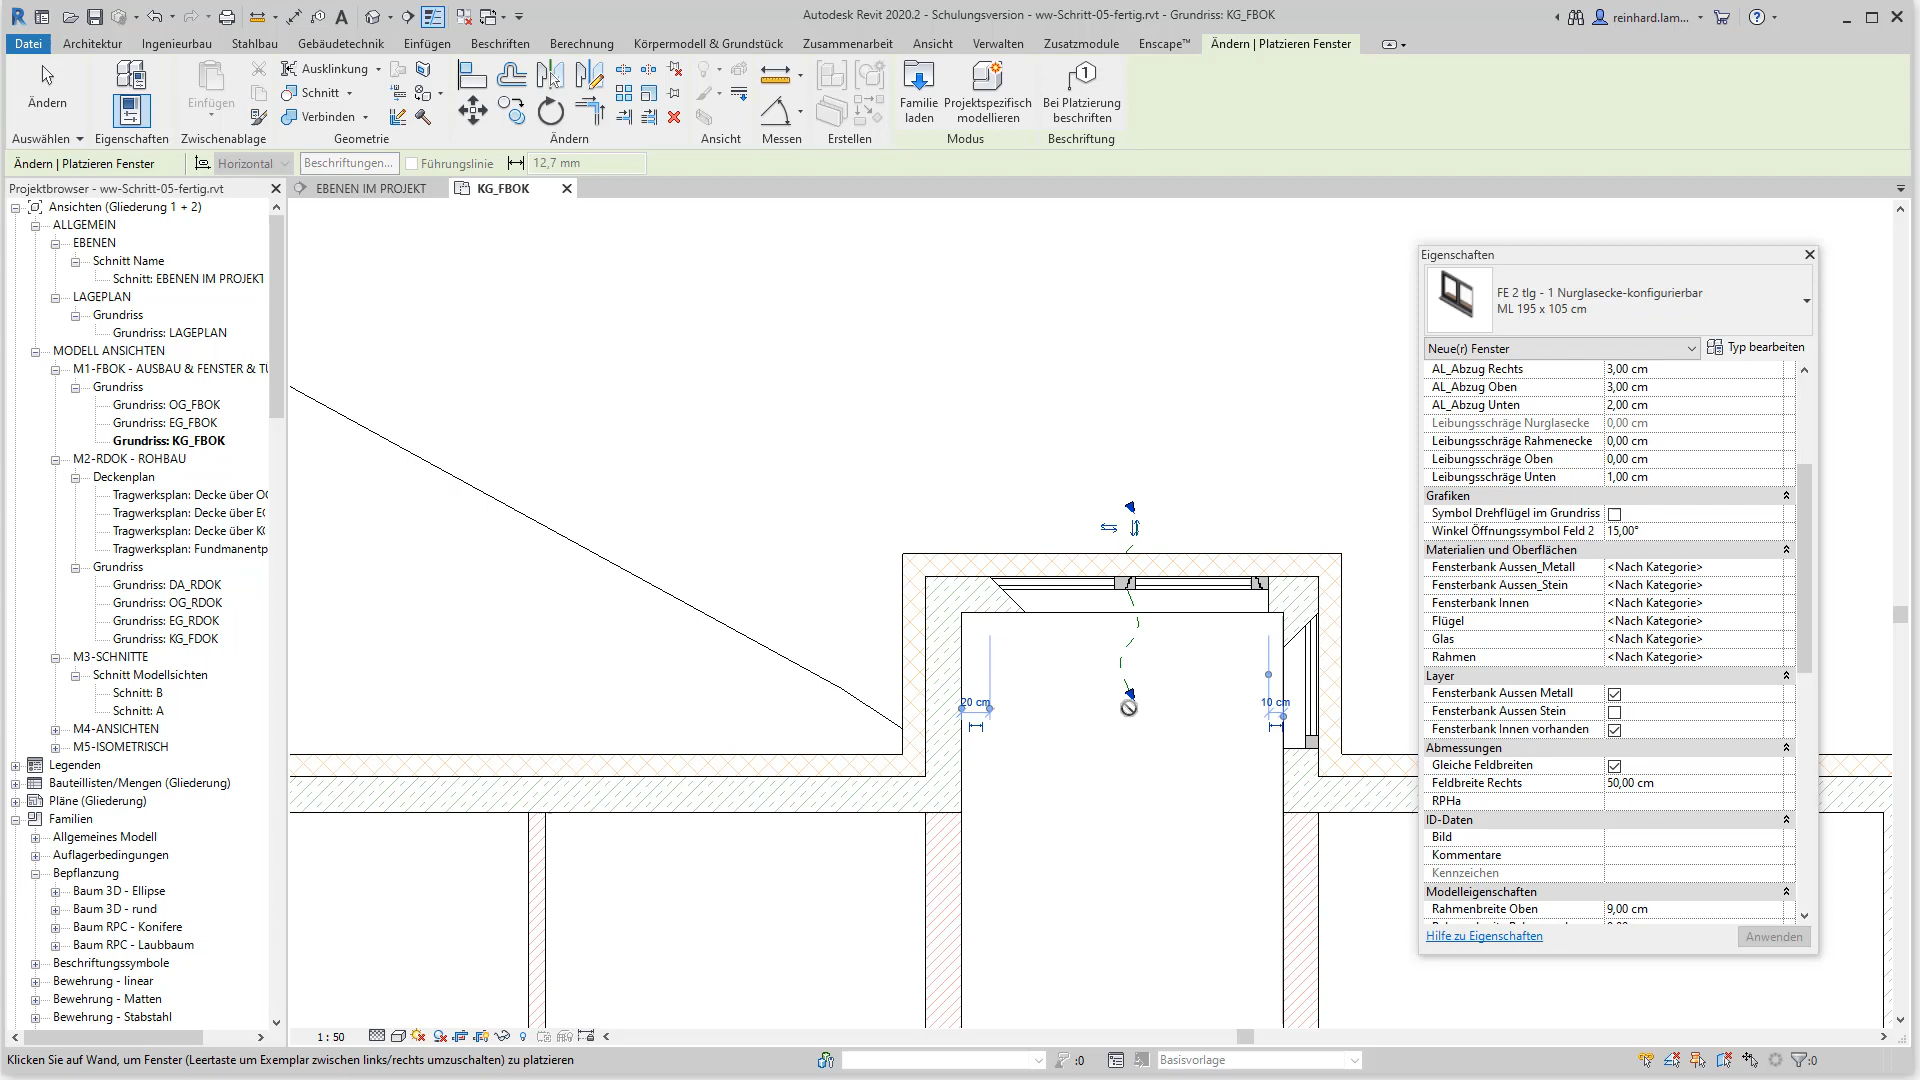 Autodesk Revit 2020.2 - Schulungsversion - ww-Schritt-05-fertig.rvt - Grundriss: KG_FBOK
reinhard.lam...
Datei Architektur Ingenieurbau Stahlbau Gebäudetechnik Einfügen Beschriften Berechnung Körpermodell & Grundstück Zusammenarbeit Ansicht Verwalten Zusatzmodule Enscape™ Ändern | Platzieren Fenster
Ausklinkung
Schnitt
Verbinden
Ändern
Einfügen
Familie laden
Projektspezifisch modellieren
Bei Platzierung beschriften
Auswählen Eigenschaften Zwischenablage Geometrie Ändern Ansicht Messen Erstellen Modus Beschriftung
Ändern | Platzieren Fenster Horizontal Beschriftungen... Führungslinie 12,7 mm
Projektbrowser - ww-Schritt-05-fertig.rvt
EBENEN IM PROJEKT
KG_FBOK
Ansichten (Gliederung 1 + 2)
ALLGEMEIN
EBENEN
Schnitt Name
Schnitt: EBENEN IM PROJEKT
LAGEPLAN
Grundriss
Grundriss: LAGEPLAN
MODELL ANSICHTEN
M1-FBOK - AUSBAU & FENSTER & TÜ
Grundriss
Grundriss: OG_FBOK
Grundriss: EG_FBOK
Grundriss: KG_FBOK
M2-RDOK - ROHBAU
Deckenplan
Tragwerksplan: Decke über OG
Tragwerksplan: Decke über EG
Tragwerksplan: Decke über KG
Tragwerksplan: Fundmanentp
Grundriss
Grundriss: DA_RDOK
Grundriss: OG_RDOK
Grundriss: EG_RDOK
Grundriss: KG_FDOK
M3-SCHNITTE
Schnitt Modellsichten
Schnitt: B
Schnitt: A
M4-ANSICHTEN
M5-ISOMETRISCH
Legenden
Bauteillisten/Mengen (Gliederung)
Pläne (Gliederung)
Familien
Allgemeines Modell
Auflagerbedingungen
Bepflanzung
Baum 3D - Ellipse
Baum 3D - rund
Baum RPC - Konifere
Baum RPC - Laubbaum
Beschriftungssymbole
Bewehrung - linear
Bewehrung - Matten
Bewehrung - Stabstahl
20 cm
10 cm
Eigenschaften
FE 2 tlg - 1 Nurglasecke-konfigurierbar
ML 195 x 105 cm
Neue(r) Fenster
Typ bearbeiten
AL_Abzug Rechts 3,00 cm
AL_Abzug Oben 3,00 cm
AL_Abzug Unten 2,00 cm
Leibungsschräge Nurglasecke 0,00 cm
Leibungsschräge Rahmenecke 0,00 cm
Leibungsschräge Oben 0,00 cm
Leibungsschräge Unten 1,00 cm
Grafiken
Symbol Drehflügel im Grundriss
Winkel Öffnungssymbol Feld 2 15,00°
Materialien und Oberflächen
Fensterbank Aussen_Metall <Nach Kategorie>
Fensterbank Aussen_Stein <Nach Kategorie>
Fensterbank Innen <Nach Kategorie>
Flügel <Nach Kategorie>
Glas <Nach Kategorie>
Rahmen <Nach Kategorie>
Layer
Fensterbank Aussen Metall
Fensterbank Aussen Stein
Fensterbank Innen vorhanden
Abmessungen
Gleiche Feldbreiten
Feldbreite Rechts 50,00 cm
RPHa
ID-Daten
Bild
Kommentare
Kennzeichen
Modelleigenschaften
Rahmenbreite Oben 9,00 cm
Hilfe zu Eigenschaften
Anwenden
1 : 50
Klicken Sie auf Wand, um Fenster (Leertaste um Exemplar zwischen links/rechts umzuschalten) zu platzieren
:0
Basisvorlage
:0